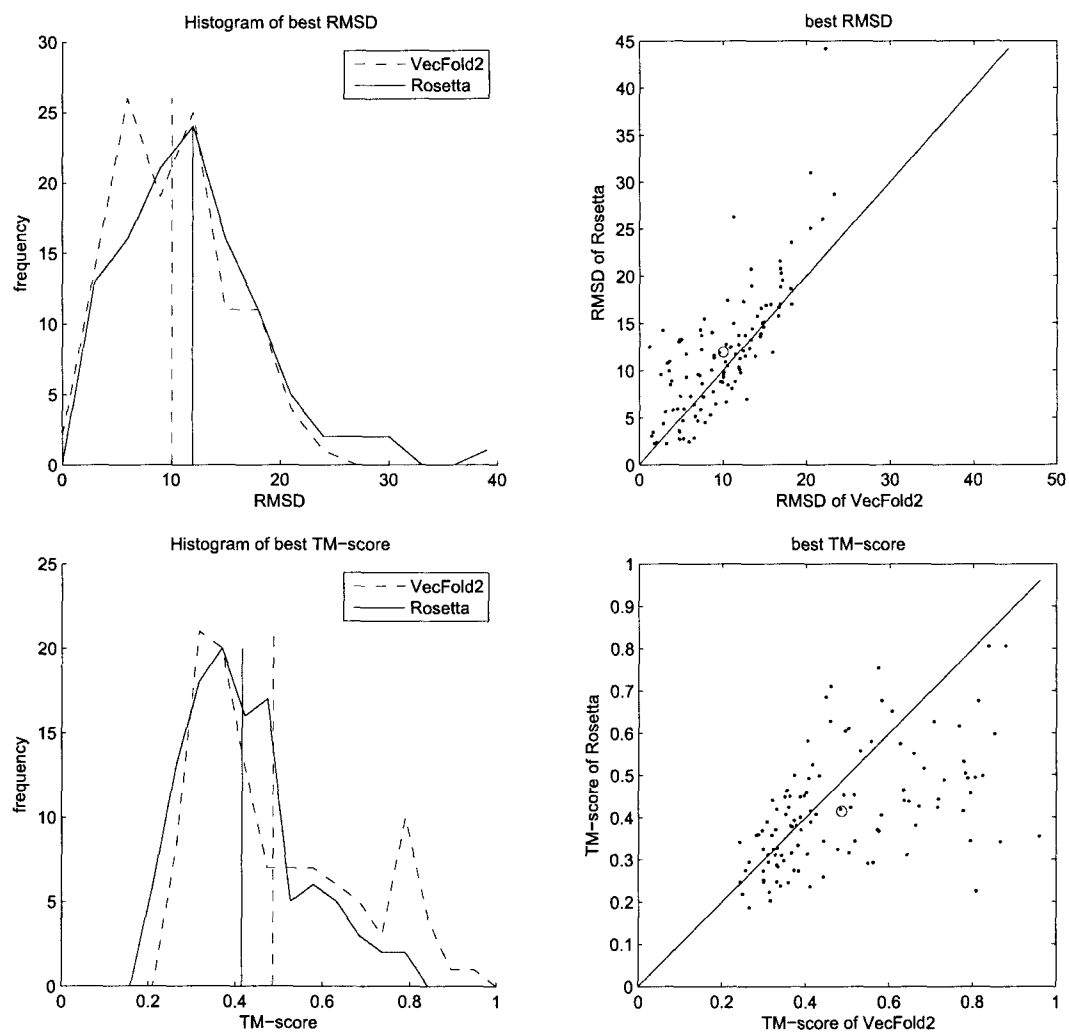 Histogram of best RMSD
30
25
20
15
10
5
0
frequency
VecFold2
Rosetta
0 10 20 30 40
RMSD
best RMSD
45
40
35
30
25
20
15
10
5
0
RMSD of Rosetta
0 10 20 30 40 50
RMSD of VecFold2
Histogram of best TM-score
25
20
15
10
5
0
frequency
VecFold2
Rosetta
0 0.2 0.4 0.6 0.8 1
TM-score
best TM-score
1
0.9
0.8
0.7
0.6
0.5
0.4
0.3
0.2
0.1
0
TM-score of Rosetta
0 0.2 0.4 0.6 0.8 1
TM-score of VecFold2